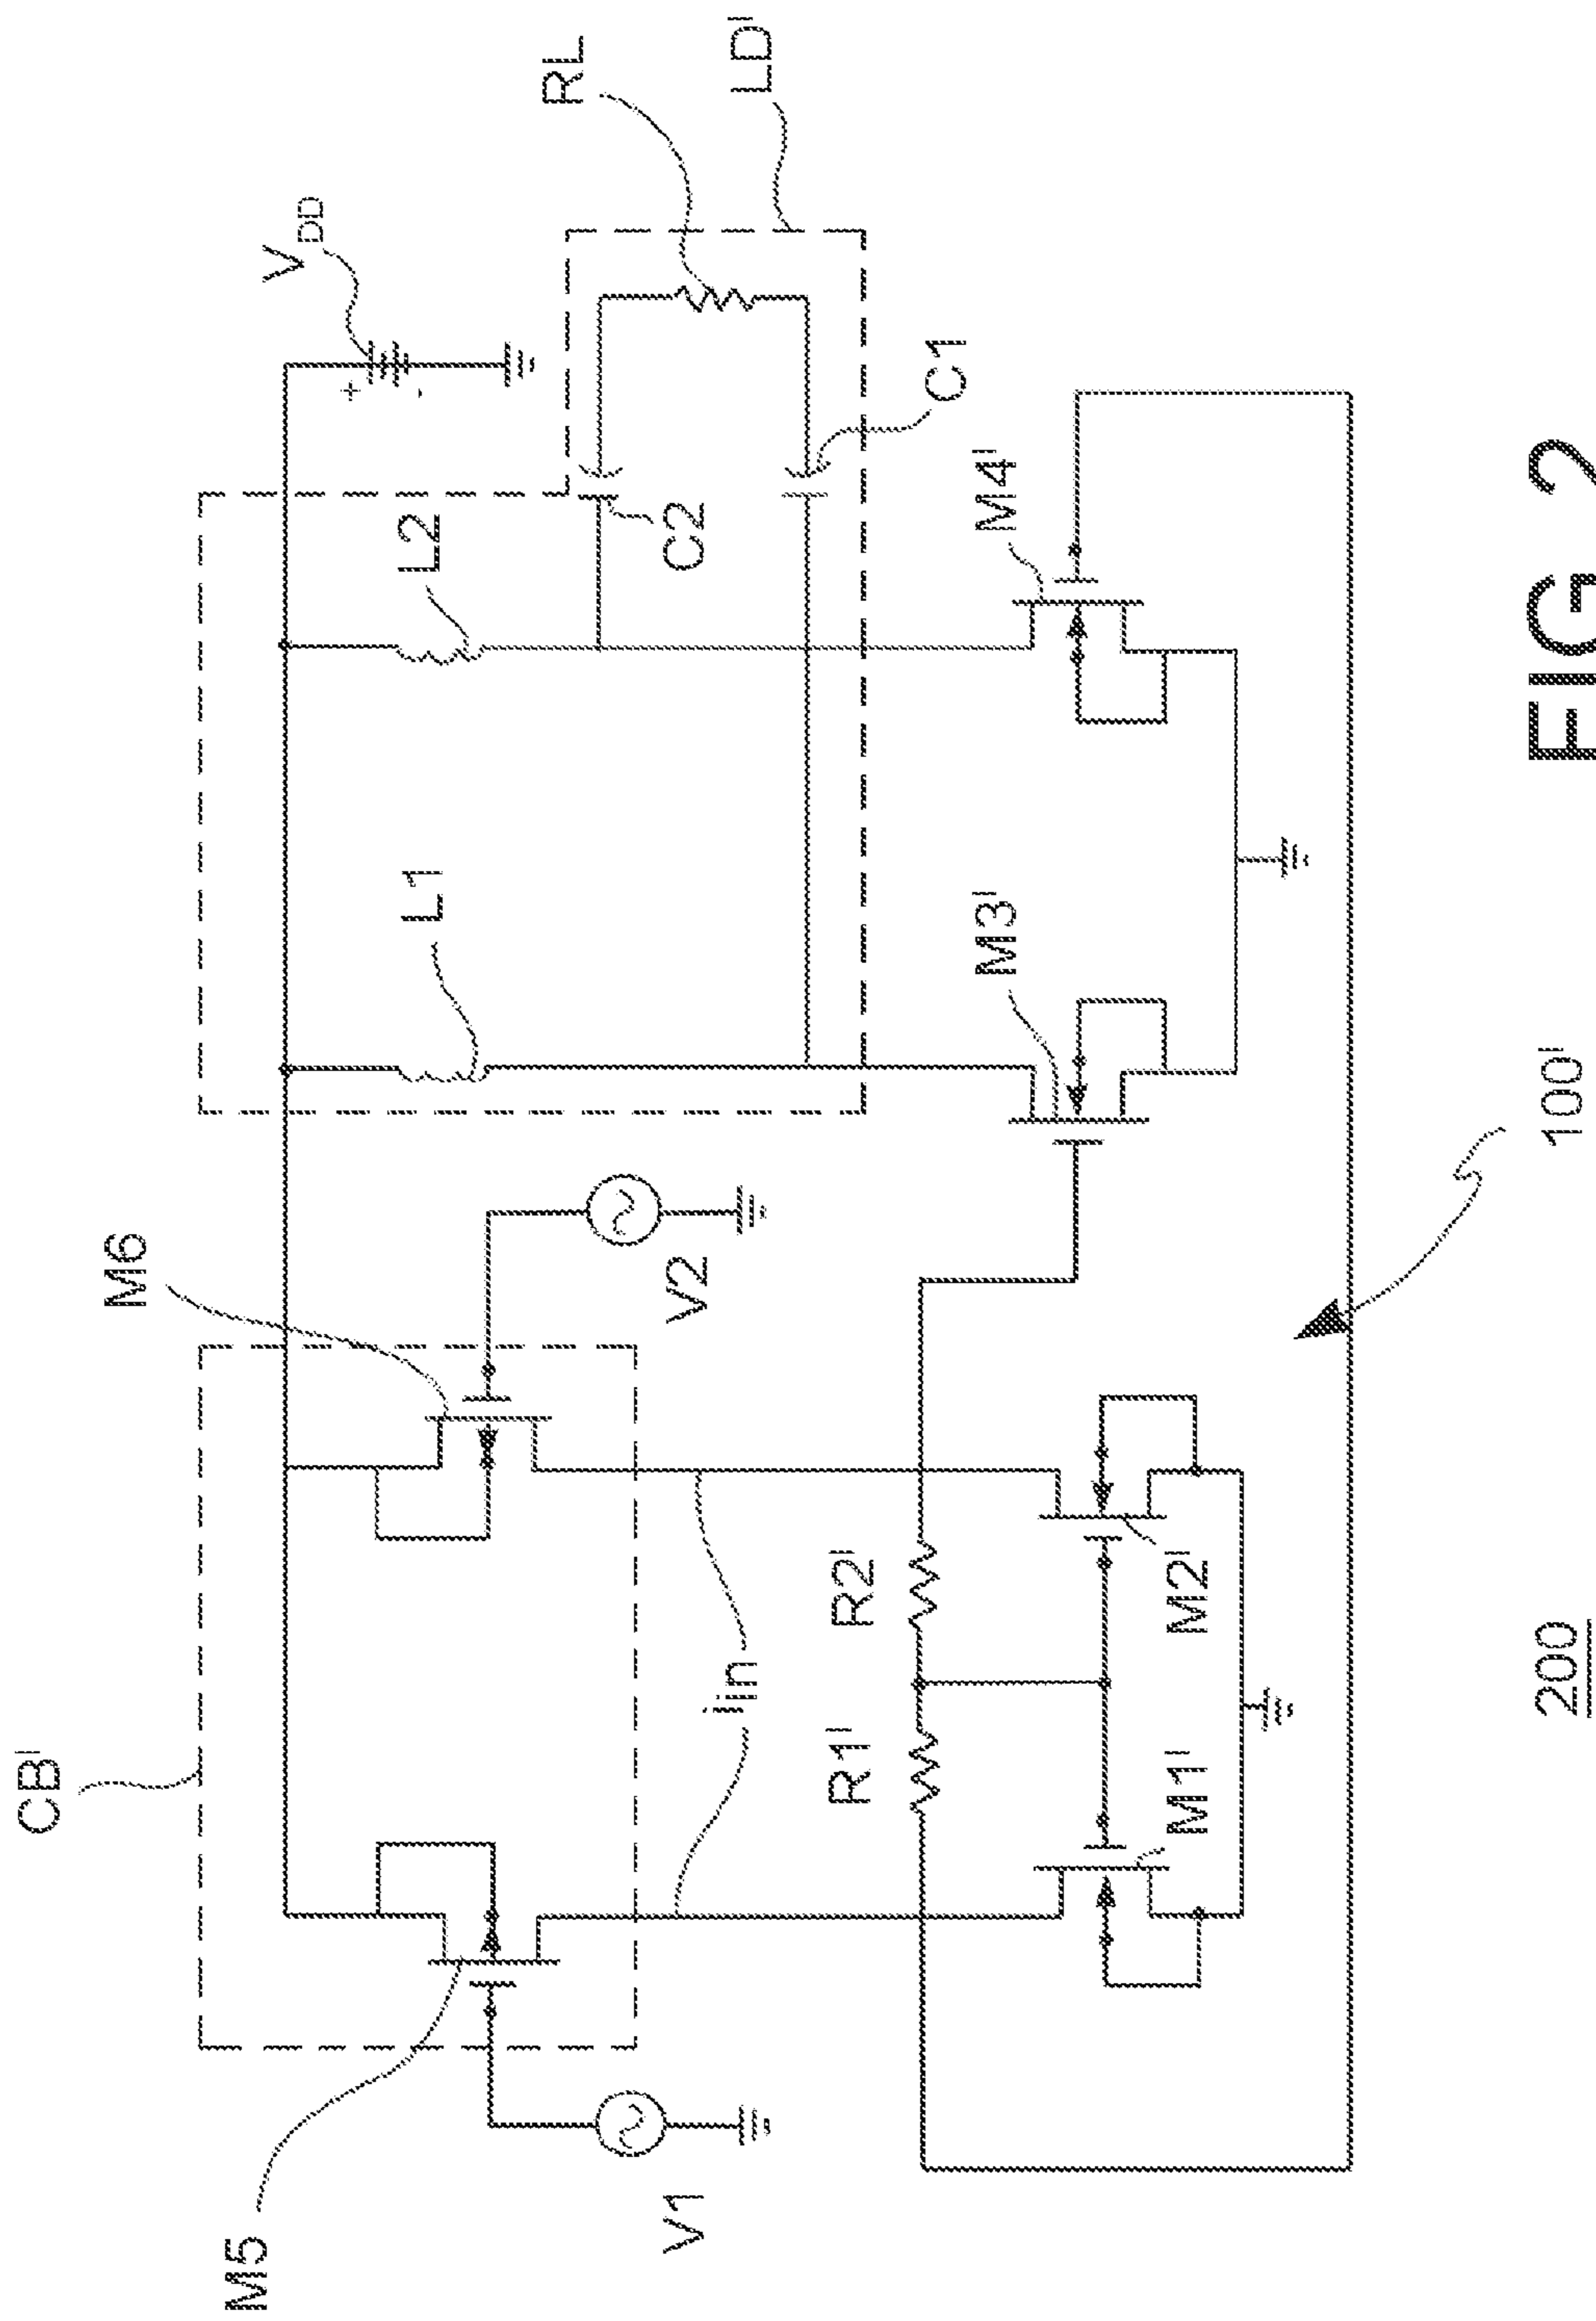 CB'
M5
M6
V1
V2
VDD
L1
L2
RL
LD'
C2
C1
iin
R1'
R2'
M1'
M2'
M3'
M4'
100'
200
FIG 2
+
-